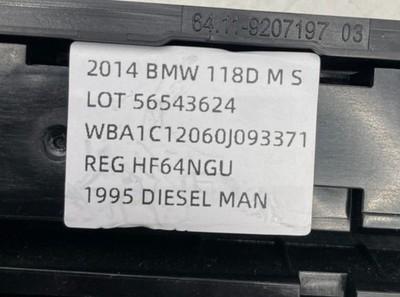 64.11-9207197 03
2014 BMW 118D M S
LOT 56543624
WBA1C12060J093371
REG HF64NGU
1995 DIESEL MAN